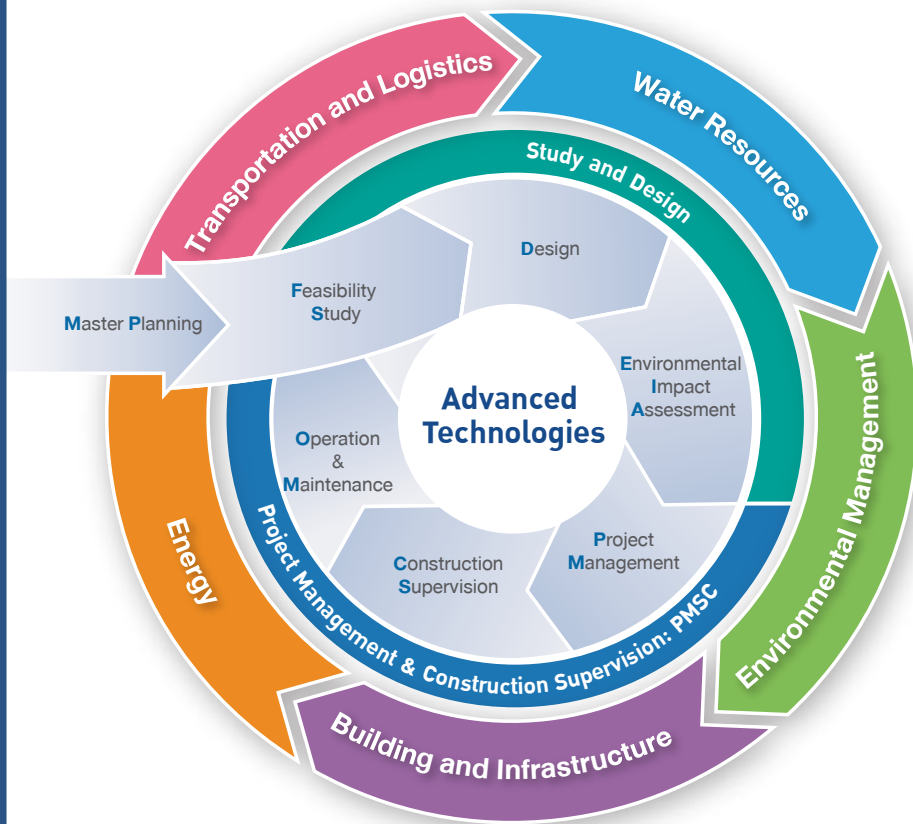 Transportation and Logistics
Water Resources
Study and Design
Design
Feasibility
Study
Master Planning
Environmental
Impact
Assessment
Advanced
Technologies
Operation
&
Maintenance
Project
Management
Construction
Supervision
Project Management & Construction Supervision: PMSC
Environmental Management
Energy
Building and Infrastructure